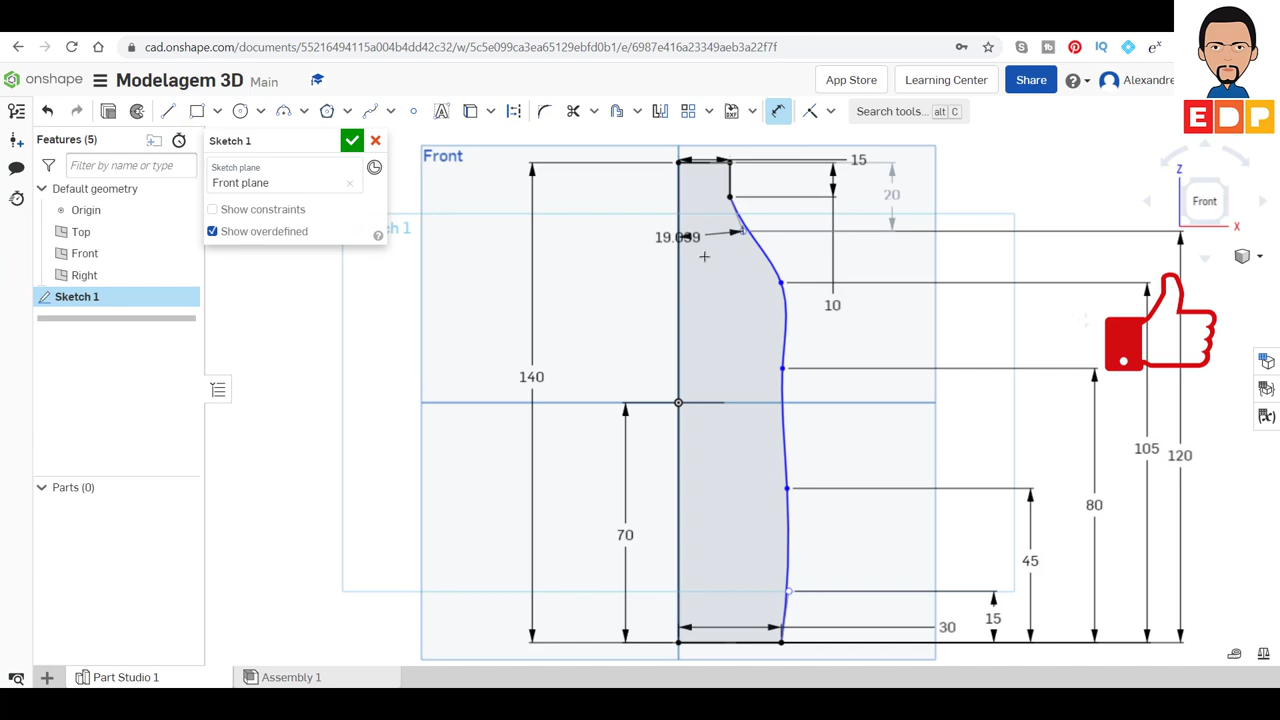 cad.onshape.com/documents/55216494115a004b4dd42c32/w/5c5e099ca3ea65129ebfd0b1/e/6987e416a23349aeb3a22f7f
onshape
Modelagem 3D
Main
App Store
Learning Center
Share
Alexandre
EDP
Search tools...
alt
C
Features (5)
Filter by name or type
Default geometry
Origin
Top
Front
Right
Sketch 1
Sketch 1
Sketch plane
Front plane
Show constraints
Show overdefined
Front
15
20
10
140
70
105
120
80
45
15
30
Z
Front
X
Parts (0)
Part Studio 1
Assembly 1